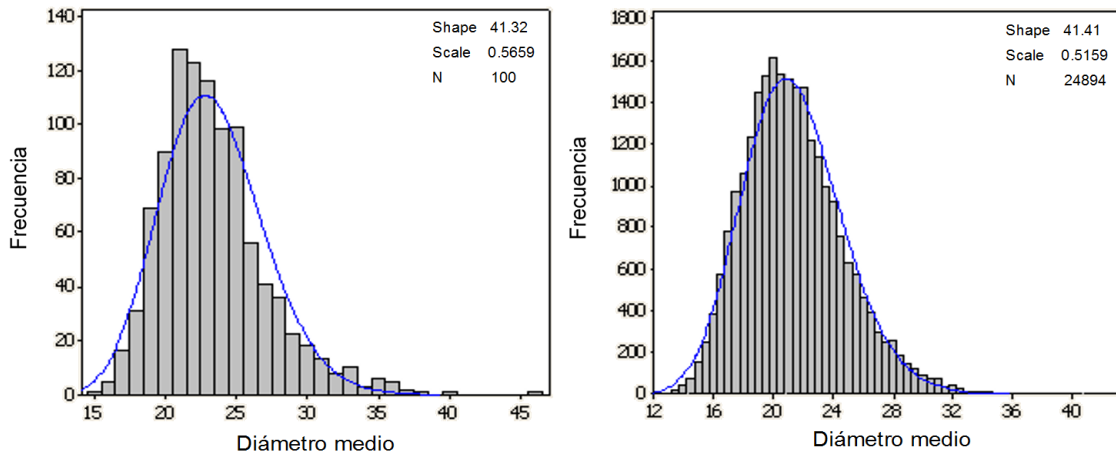 140
120
100
80
60
40
20
0
Frecuencia
Shape 41.32
Scale 0.5659
N 100
15 20 25 30 35 40 45
Diámetro medio
1800
1600
1400
1200
1000
800
600
400
200
0
Frecuencia
Shape 41.41
Scale 0.5159
N 24894
12 16 20 24 28 32 36 40
Diámetro medio